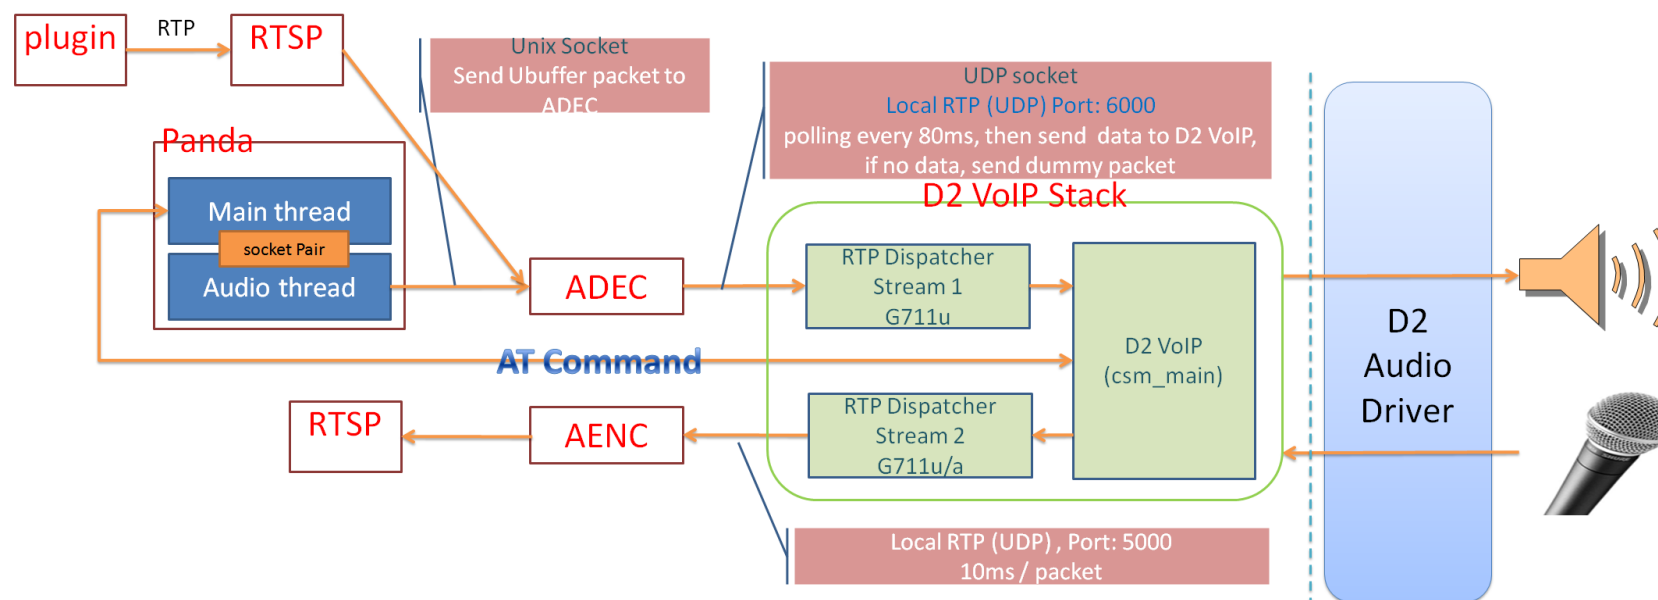 plugin
RTP
RTSP
Unix Socket
Send Ubuffer packet to
ADEC
UDP socket
Local RTP (UDP) Port: 6000
polling every 80ms, then send data to D2 VoIP,
if no data, send dummy packet
Panda
Main thread
socket Pair
Audio thread
D2 VoIP Stack
ADEC
RTP Dispatcher
Stream 1
G711u
D2 VoIP
(csm_main)
AT Command
RTSP
AENC
RTP Dispatcher
Stream 2
G711u/a
D2
Audio
Driver
Local RTP (UDP) , Port: 5000
10ms / packet